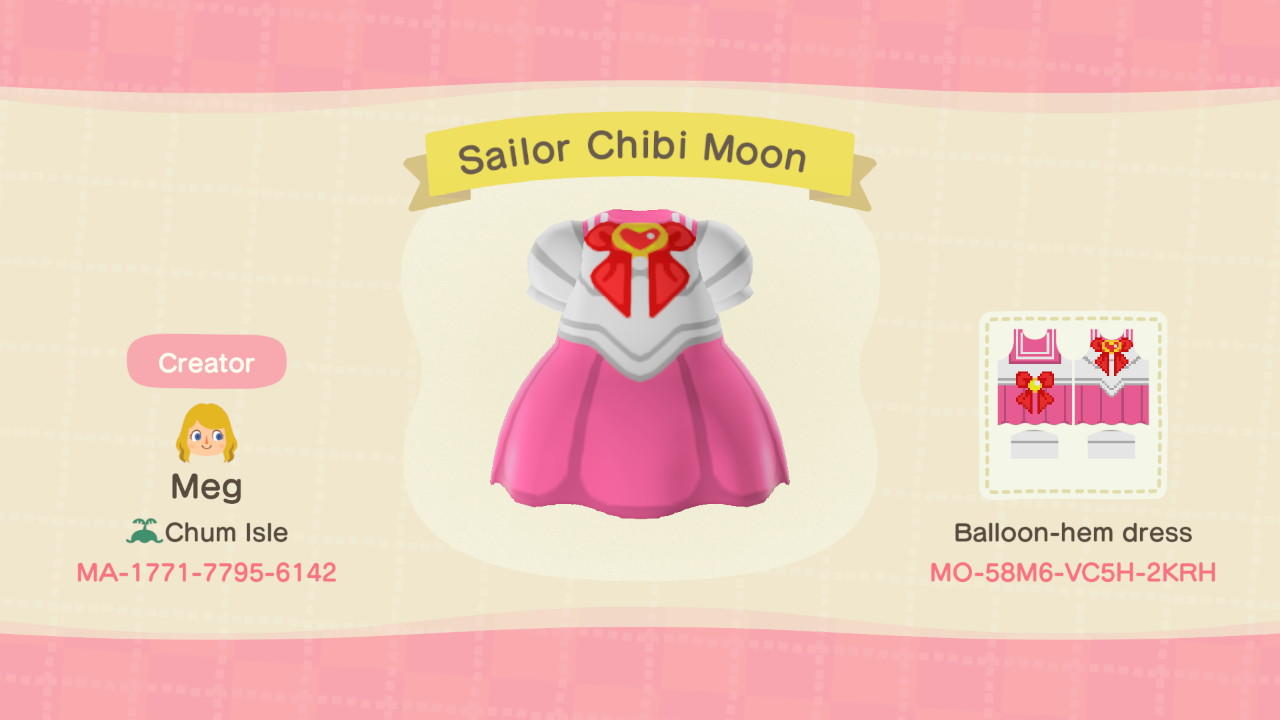 Sailor Chibi Moon
Creator
Meg
Chum Isle
MA-1771-7795-6142
Balloon-hem dress
MO-58M6-VC5H-2KRH